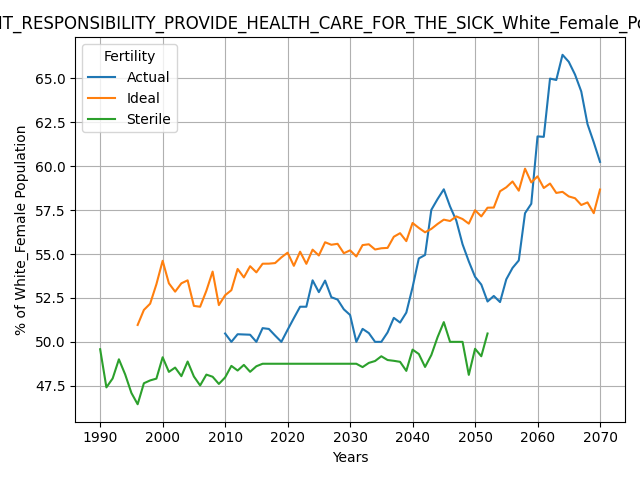 IT_RESPONSIBILITY_PROVIDE_HEALTH_CARE_FOR_THE_SICK_White_Female_Po
Fertility
Actual
Ideal
Sterile
65.0
62.5
60.0
57.5
55.0
52.5
50.0
47.5
% of White_Female Population
1990 2000 2010 2020 2030 2040 2050 2060 2070
Years